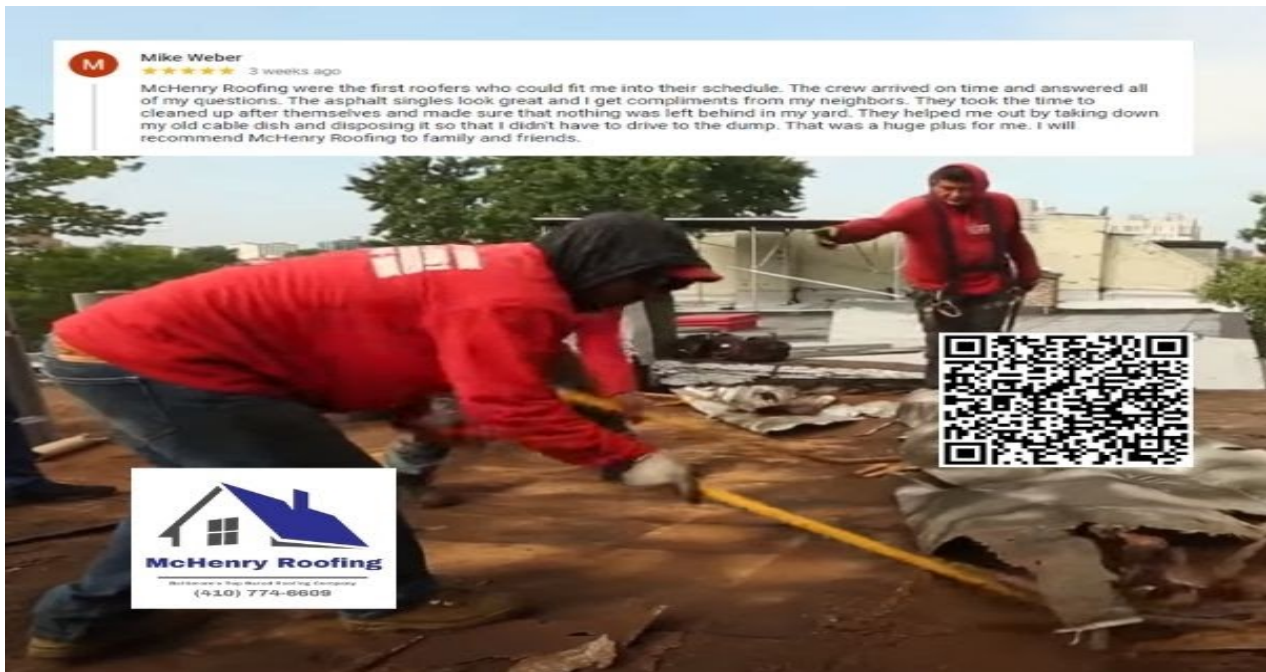 M
Mike Weber
3 weeks ago
McHenry Roofing were the first roofers who could fit me into their schedule. The crew arrived on time and answered all
of my questions. The asphalt singles look great and I get compliments from my neighbors. They took the time to
cleaned up after themselves and made sure that nothing was left behind in my yard. They helped me out by taking down
my old cable dish and disposing it so that I didn't have to drive to the dump. That was a huge plus for me. I will
recommend McHenry Roofing to family and friends.
McHenry Roofing
Baltimore's Top Rated Roofing Company
(410) 774-6609